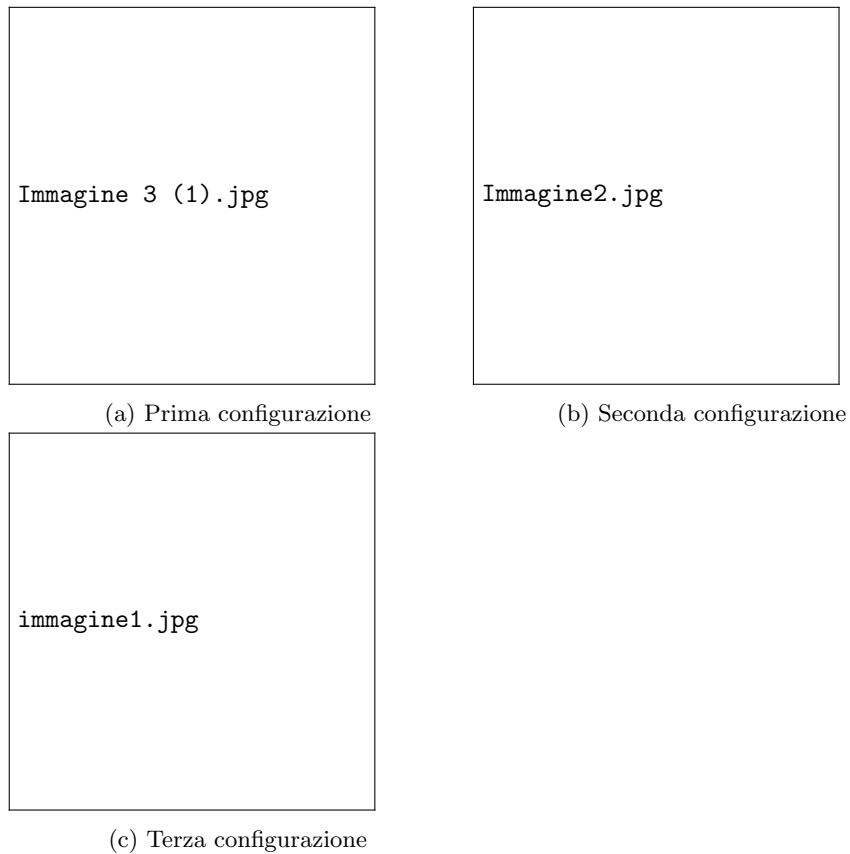 Immagine 3 (1).jpg
Immagine2.jpg
(a) Prima configurazione
(b) Seconda configurazione
immagine1.jpg
(c) Terza configurazione